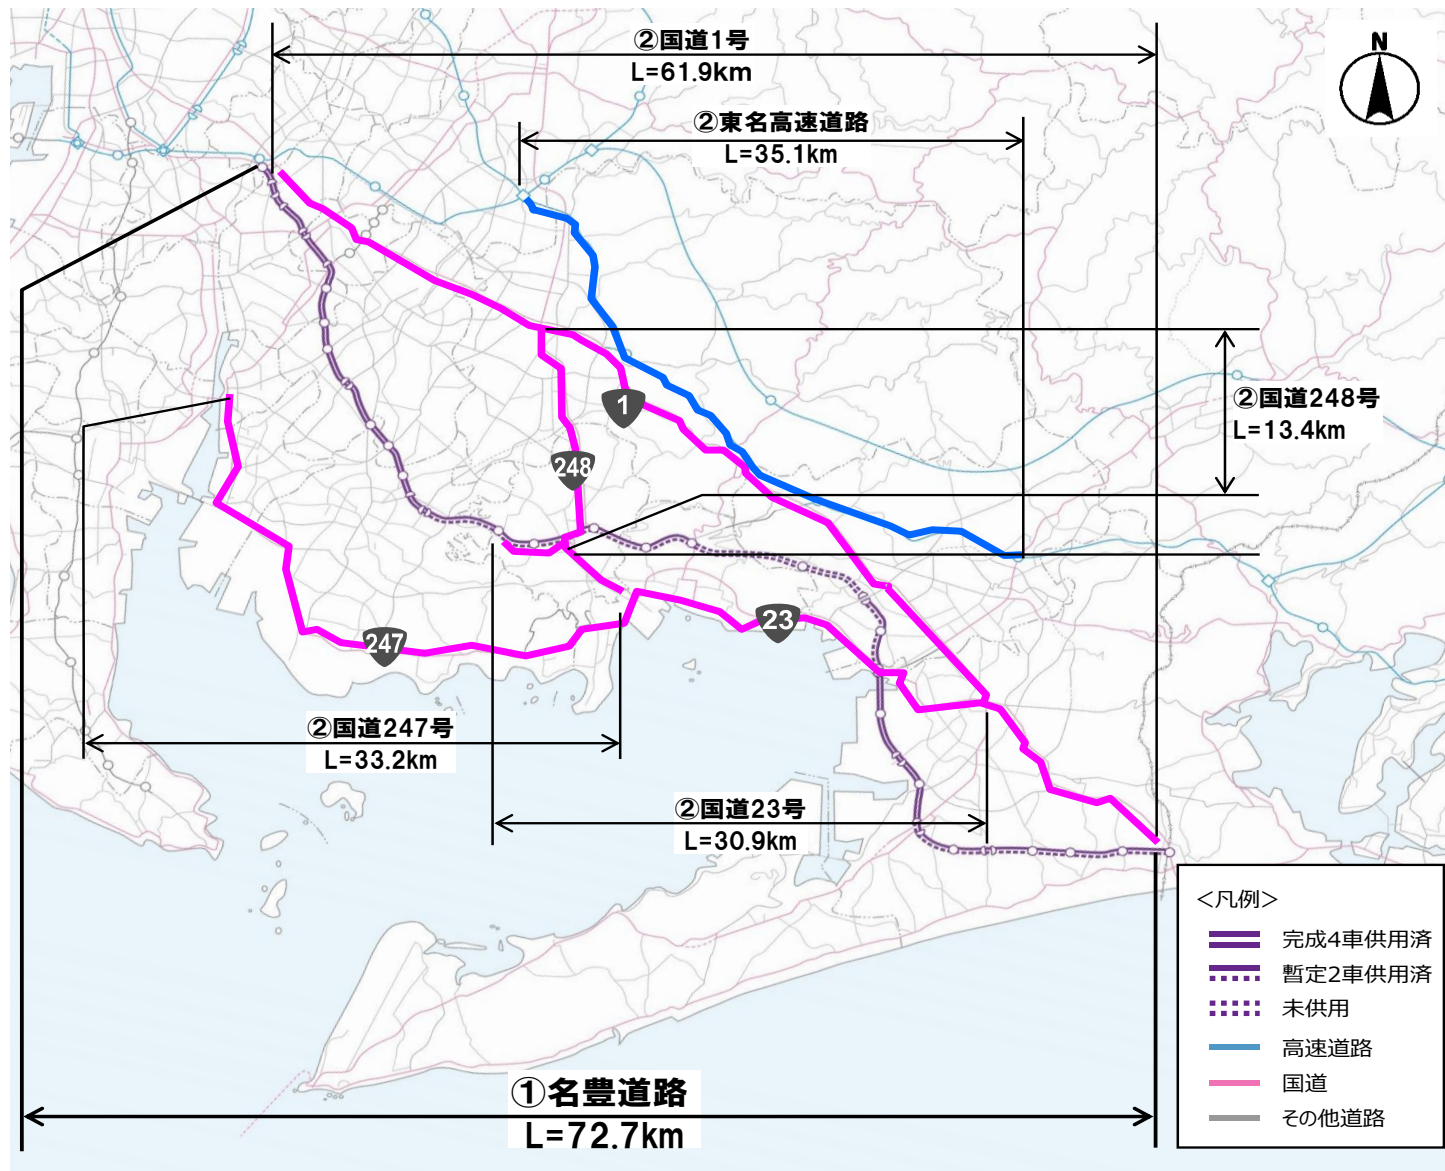 ②国道1号
L=61.9km
N
②東名高速道路
L=35.1km
②国道248号
L=13.4km
1
248
23
247
②国道247号
L=33.2km
②国道23号
L=30.9km
<凡例>
完成4車供用済
暫定2車供用済
未供用
高速道路
国道
その他道路
①名豊道路
L=72.7km